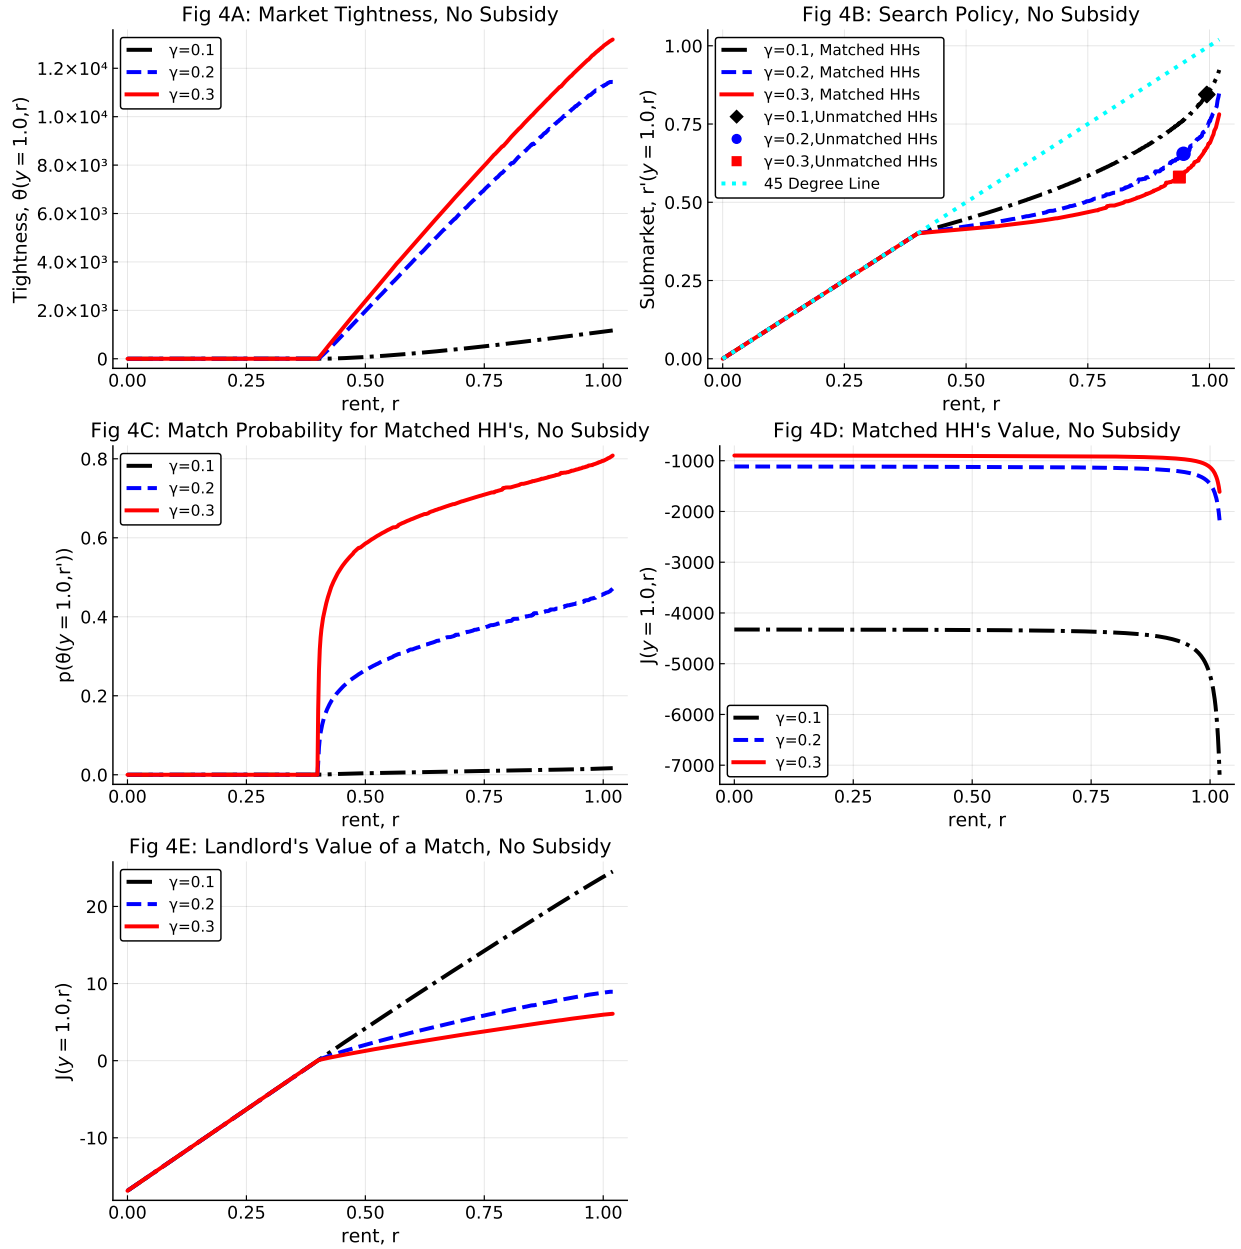 Fig 4A: Market Tightness, No Subsidy
Tightness, θ(y = 1.0,r)
1.2×10⁴
1.0×10⁴
8.0×10³
6.0×10³
4.0×10³
2.0×10³
0
γ=0.1
γ=0.2
γ=0.3
0.00 0.25 0.50 0.75 1.00
rent, r
Fig 4B: Search Policy, No Subsidy
Submarket, r'(y = 1.0,r)
1.00
0.75
0.50
0.25
0.00
γ=0.1, Matched HHs
γ=0.2, Matched HHs
γ=0.3, Matched HHs
γ=0.1,Unmatched HHs
γ=0.2,Unmatched HHs
γ=0.3,Unmatched HHs
45 Degree Line
0.00 0.25 0.50 0.75 1.00
rent, r
Fig 4C: Match Probability for Matched HH's, No Subsidy
p(θ(y = 1.0,r'))
0.8
0.6
0.4
0.2
0.0
γ=0.1
γ=0.2
γ=0.3
0.00 0.25 0.50 0.75 1.00
rent, r
Fig 4D: Matched HH's Value, No Subsidy
J(y = 1.0,r)
-1000
-2000
-3000
-4000
-5000
-6000
-7000
γ=0.1
γ=0.2
γ=0.3
0.00 0.25 0.50 0.75 1.00
rent, r
Fig 4E: Landlord's Value of a Match, No Subsidy
J(y = 1.0,r)
20
10
0
-10
γ=0.1
γ=0.2
γ=0.3
0.00 0.25 0.50 0.75 1.00
rent, r